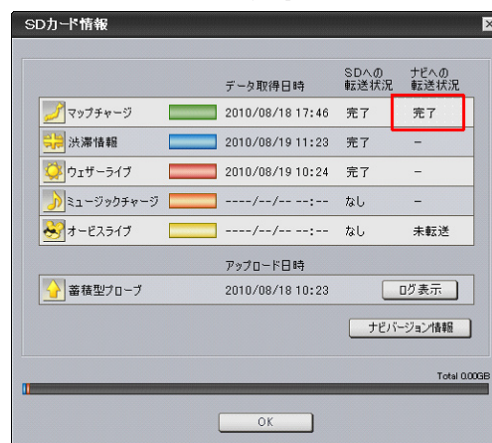 SDカード情報
データ取得日時 SDへの転送状況 ナビへの転送状況
マップチャージ 2010/08/18 17:46 完了 完了
渋滞情報 2010/08/19 11:23 完了 −
ウェザーライブ 2010/08/19 10:24 完了 −
ミュージックチャージ ----/--/-- --:-- なし −
オービスライブ ----/--/-- --:-- なし 未転送
アップロード日時
蓄積型プローブ 2010/08/18 10:23 ログ表示
ナビバージョン情報
Total 0.00GB
OK